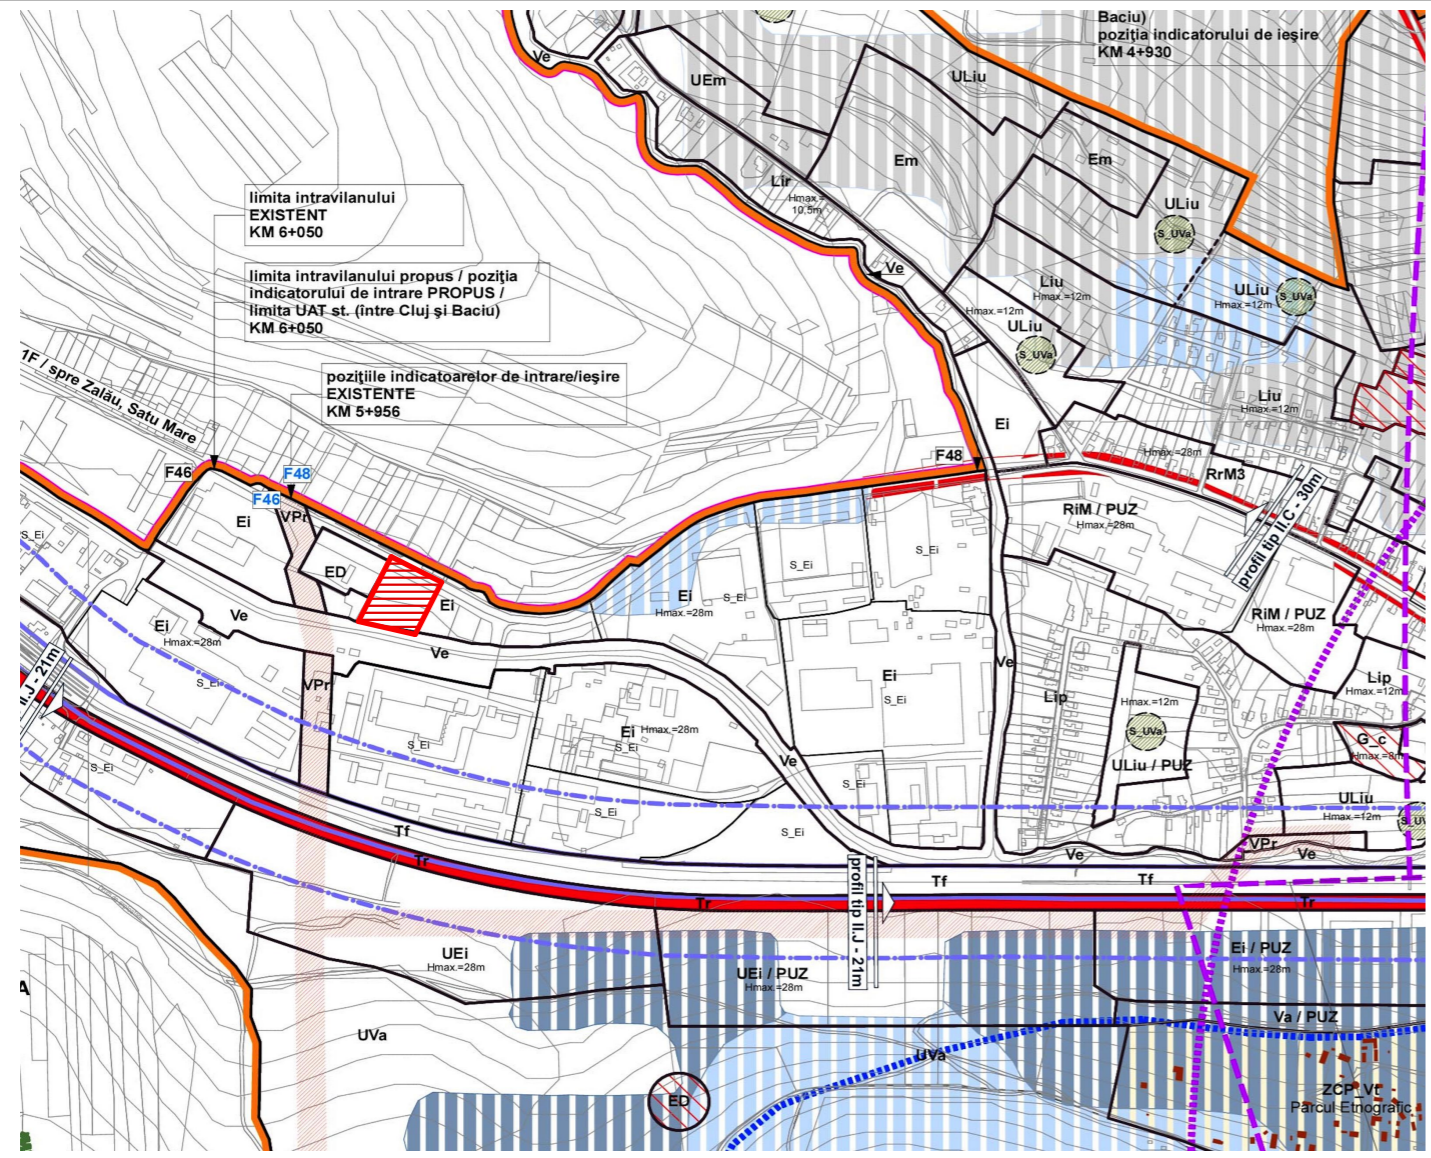 Baciu)
poziția indicatorului de ieșire
KM 4+930
Ve
UEm
ULiu
Em
Em
Lir
Hmax.=
10,5m
ULiu
S_UVa
Ve
Liu
Hmax.=12m
ULiu
Hmax.=12m
S_UVa
Hmax.=12m
ULiu
S_UVa
limita intravilanului
EXISTENT
KM 6+050
limita intravilanului propus / poziția
indicatorului de intrare PROPUS /
limita UAT st. (între Cluj și Baciu)
KM 6+050
pozițiile indicatoarelor de intrare/ieșire
EXISTENTE
KM 5+956
1F / spre Zalău, Satu Mare
Liu
Hmax.=12m
Ei
F46
F48
F46
F48
Hmax.=28m
RrM3
profil tip II.C - 30m
Ei
VPr
RiM / PUZ
Hmax.=28m
S_Ei
S_Ei
S_Ei
ED
Ei
Ei
Hmax.=28m
S_Ei
Ve
Ei
Hmax.=28m
RiM / PUZ
Hmax.=28m
Ve
Ve
Ei
S_Ei
Lip
Hmax.=12m
S_Ei
VPr
Lip
Hmax.=12m
S_UVa
ULiu / PUZ
II.J - 21m
S_Ei
Ei
Hmax.=28m
S_Ei
G_c
Hmax.=8m
S_Ei
Ve
S_Ei
ULiu
Hmax.=12m
S_UV
S_Ei
S_Ei
Tf
Tr
VPr
Ve
Ve
Tf
Tf
Tr
Tr
profil tip II.J - 21m
UEi
Hmax.=28m
UEi / PUZ
Hmax.=28m
Ei / PUZ
Hmax.=28m
A
Va / PUZ
UVa
UVa
ED
ZCP_Vt
Parcul Etnografic